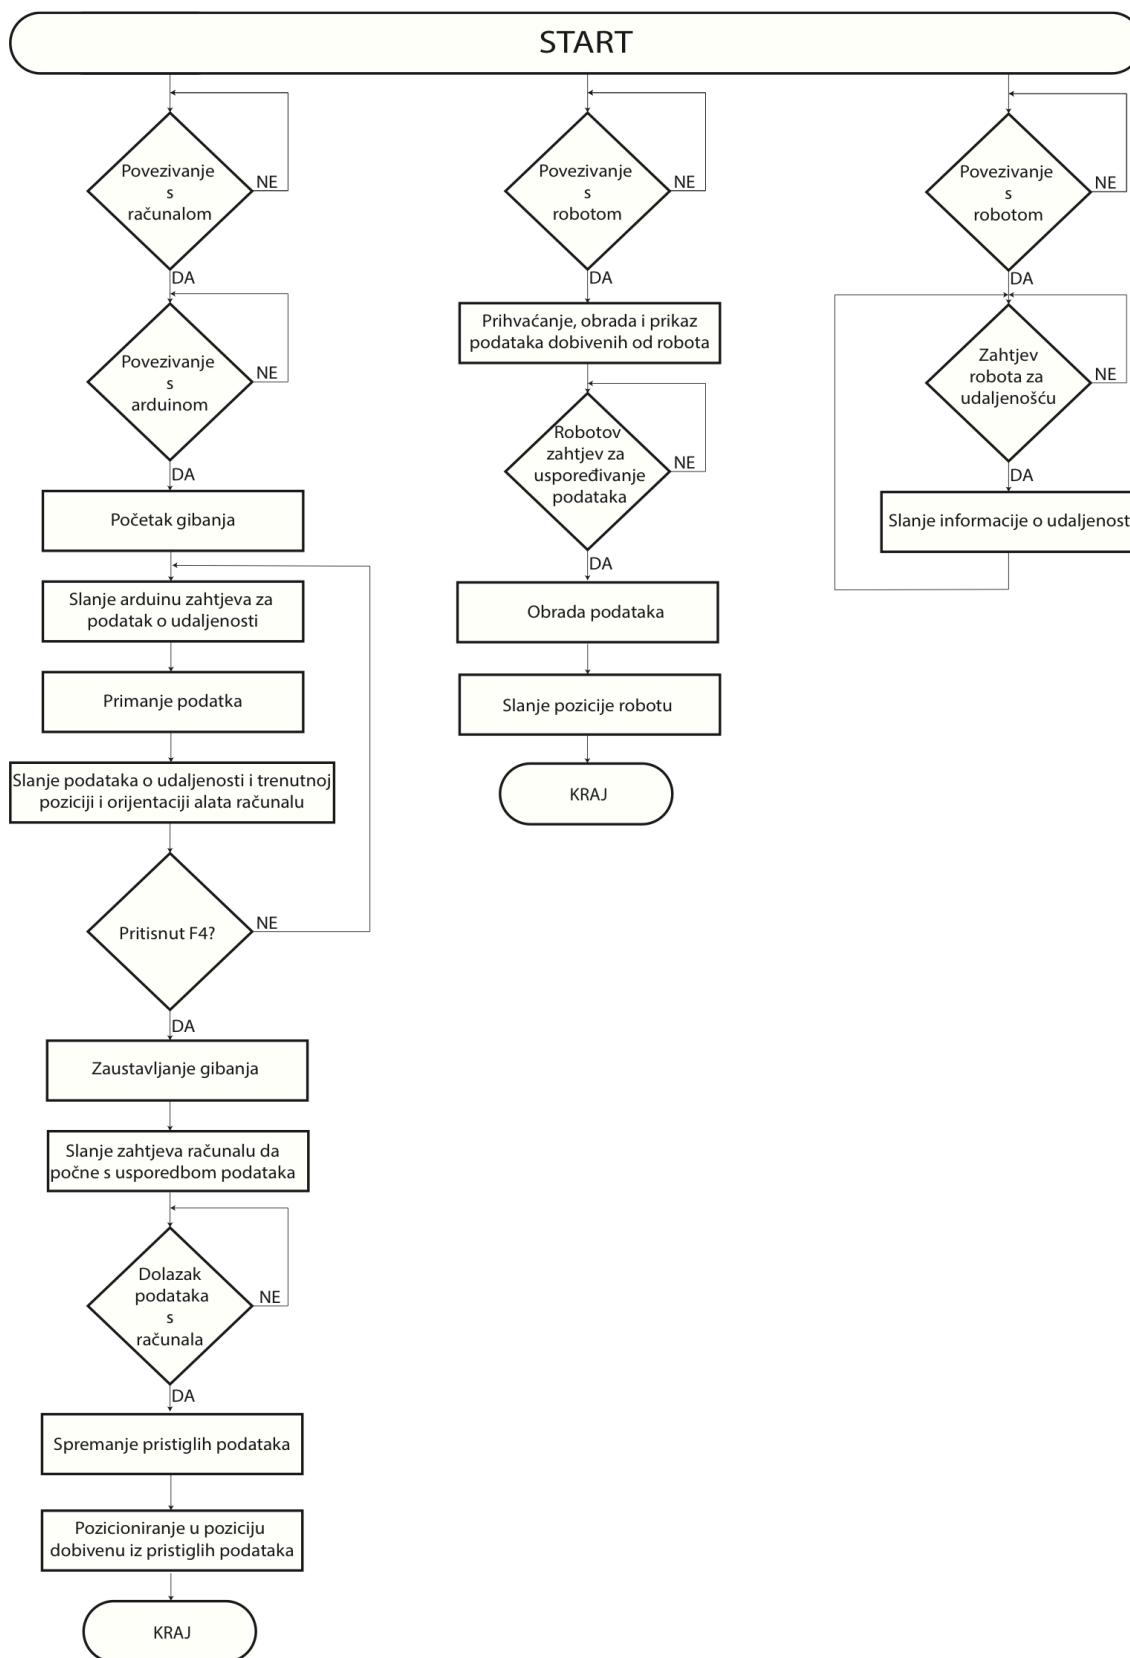 START
Povezivanje
s
računalom
NE
DA
Povezivanje
s
arduinom
NE
DA
Početak gibanja
Slanje arduinu zahtjeva za
podatak o udaljenosti
Primanje podatka
Slanje podataka o udaljenosti i trenutnoj
poziciji i orijentaciji alata računalu
Pritisnut F4?
NE
DA
Zaustavljanje gibanja
Slanje zahtjeva računalu da
počne s usporedbom podataka
Dolazak
podataka
s
računala
NE
DA
Spremanje pristiglih podataka
Pozicioniranje u poziciju
dobivenu iz pristiglih podataka
KRAJ
Povezivanje
s
robotom
NE
DA
Prihvaćanje, obrada i prikaz
podataka dobivenih od robota
Robotov
zahtjev za
uspoređivanje
podataka
NE
DA
Obrada podataka
Slanje pozicije robotu
KRAJ
Povezivanje
s
robotom
NE
DA
Zahtjev
robota za
udaljenošću
NE
DA
Slanje informacije o udaljenost